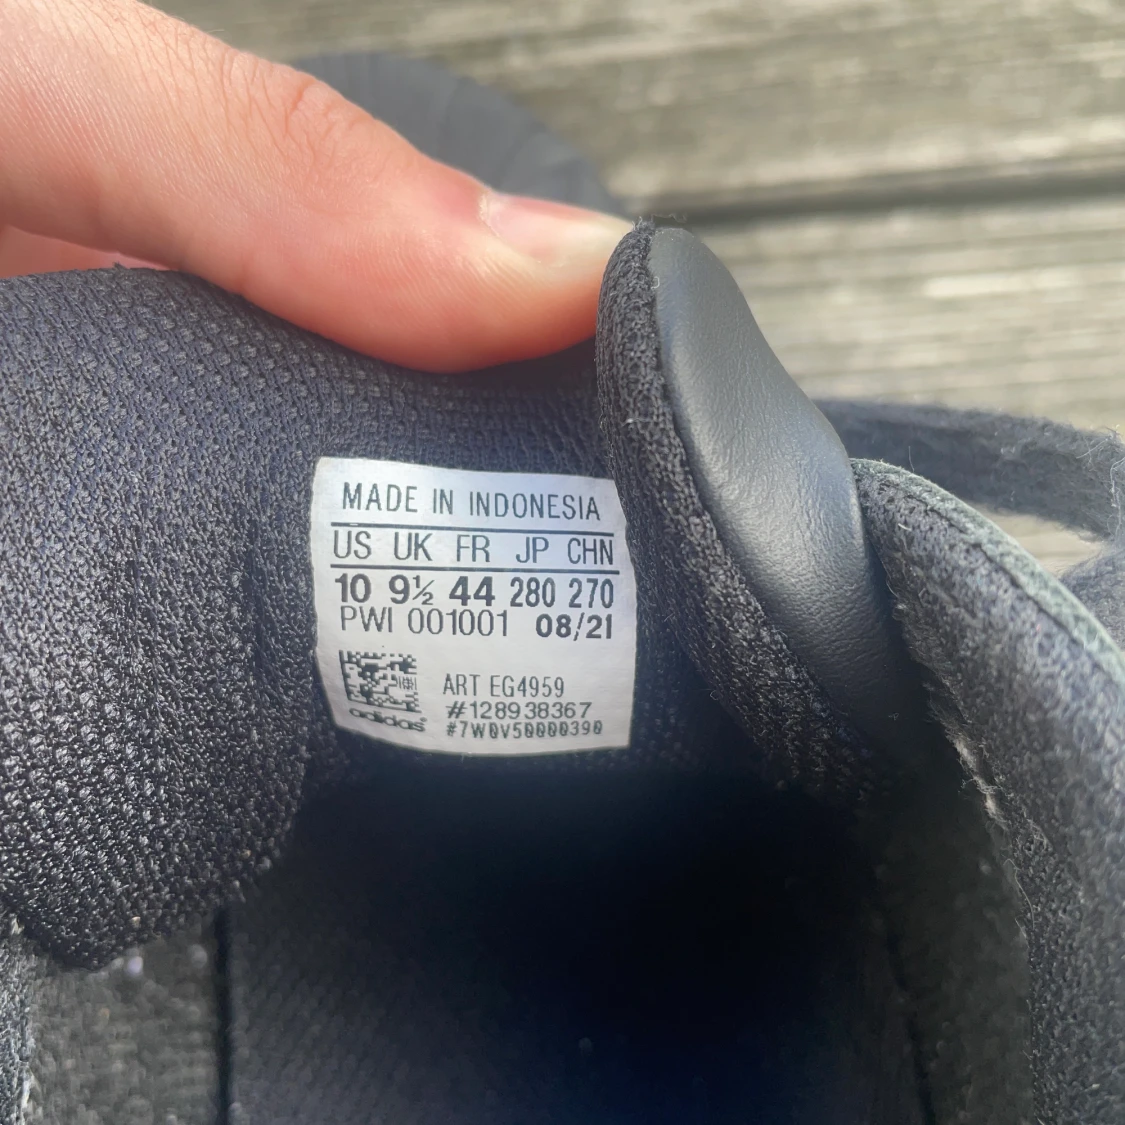 MADE IN INDONESIA
US UK FR JP CHN
10 9½ 44 280 270
PWI 001001 08/21
ART EG4959
#128938367
adidas #7W0V50000390